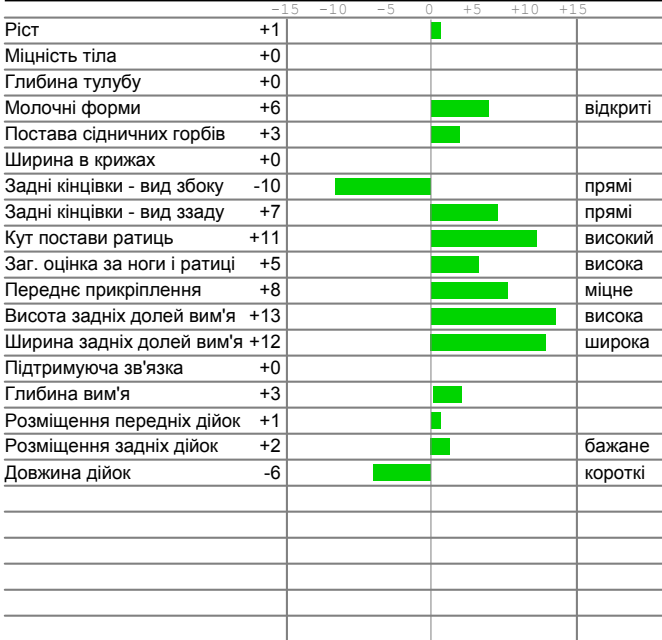 -15 -10 -5 0 +5 +10 +15
Ріст +1
Міцність тіла +0
Глибина тулубу +0
Молочні форми +6 відкриті
Постава сідничних горбів +3
Ширина в крижах +0
Задні кінцівки - вид збоку -10 прямі
Задні кінцівки - вид ззаду +7 прямі
Кут постави ратиць +11 високий
Заг. оцінка за ноги і ратиці +5 висока
Переднє прикріплення +8 міцне
Висота задніх долей вим'я +13 висока
Ширина задніх долей вим'я +12 широка
Підтримуюча зв'язка +0
Глибина вим'я +3
Розміщення передніх дійок +1
Розміщення задніх дійок +2 бажане
Довжина дійок -6 короткі